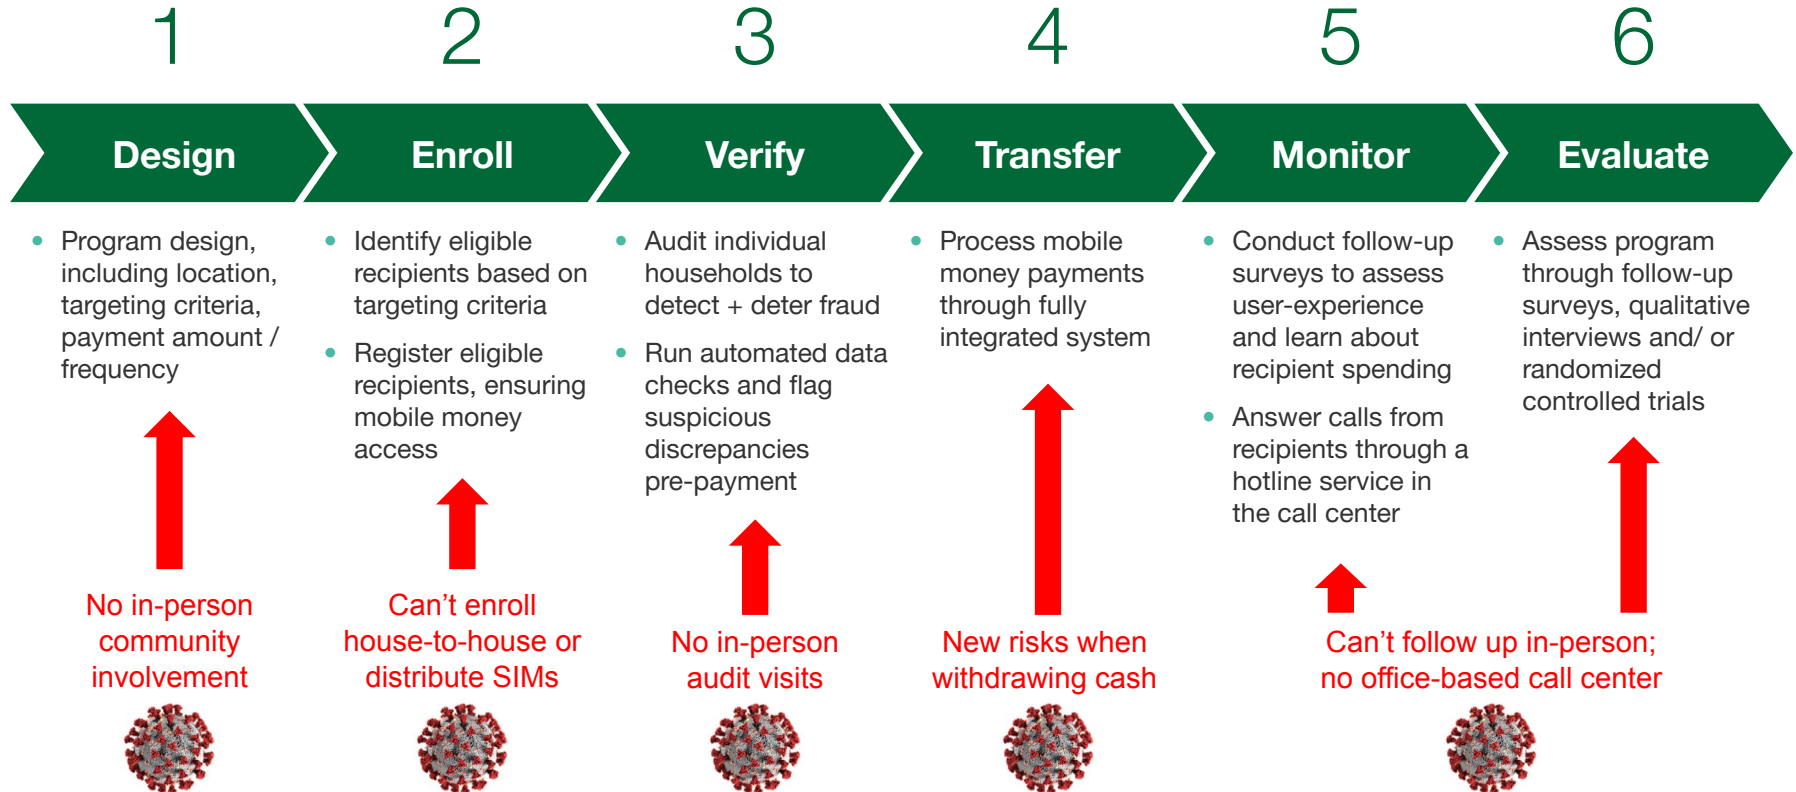 1
2
3
4
5
6
Design
Enroll
Verify
Transfer
Monitor
Evaluate
• Program design,
including location,
targeting criteria,
payment amount /
frequency
• Identify eligible
recipients based on
targeting criteria
• Register eligible
recipients, ensuring
mobile money
access
• Audit individual
households to
detect + deter fraud
• Run automated data
checks and flag
suspicious
discrepancies
pre-payment
• Process mobile
money payments
through fully
integrated system
• Conduct follow-up
surveys to assess
user-experience
and learn about
recipient spending
• Answer calls from
recipients through a
hotline service in
the call center
• Assess program
through follow-up
surveys, qualitative
interviews and/ or
randomized
controlled trials
No in-person
community
involvement
Can’t enroll
house-to-house or
distribute SIMs
No in-person
audit visits
New risks when
withdrawing cash
Can’t follow up in-person;
no office-based call center